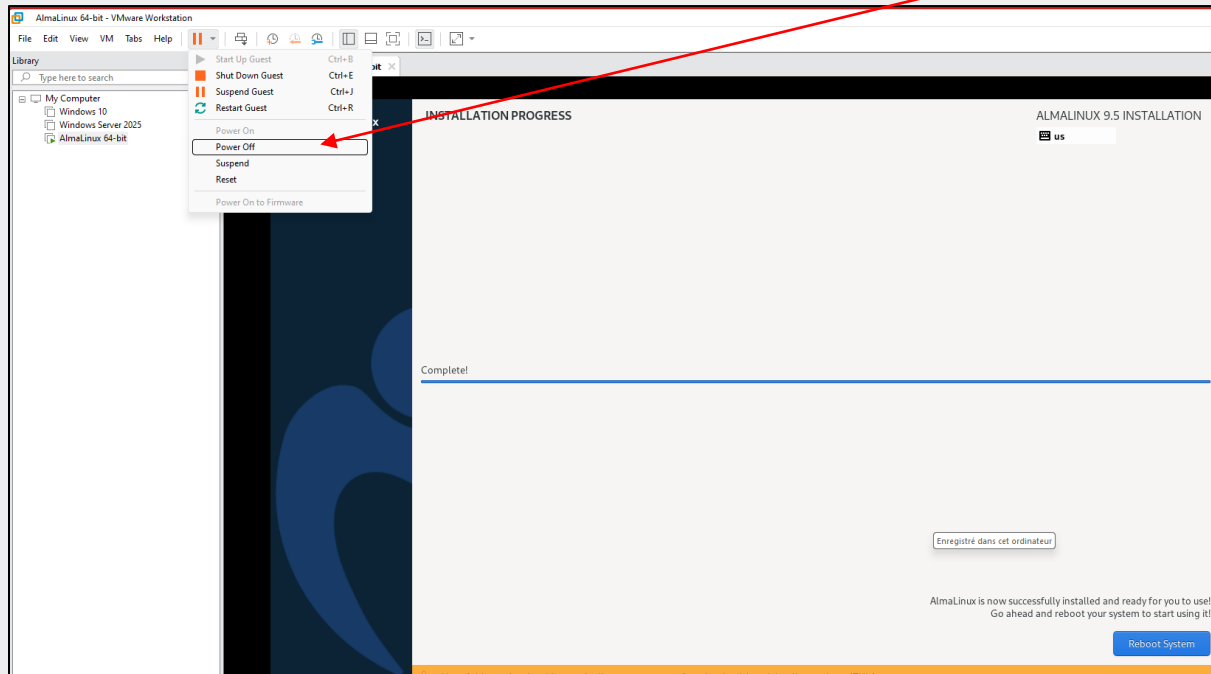 AlmaLinux 64-bit - VMware Workstation
File Edit View VM Tabs Help
Library
Type here to search
My Computer
Windows 10
Windows Server 2025
AlmaLinux 64-bit
Start Up Guest Ctrl+B
Shut Down Guest Ctrl+E
Suspend Guest Ctrl+J
Restart Guest Ctrl+R
Power On
Power Off
Suspend
Reset
Power On to Firmware
bit
x
INSTALLATION PROGRESS
ALMALINUX 9.5 INSTALLATION
us
Complete!
Enregistré dans cet ordinateur
AlmaLinux is now successfully installed and ready for you to use!
Go ahead and reboot your system to start using it!
Reboot System